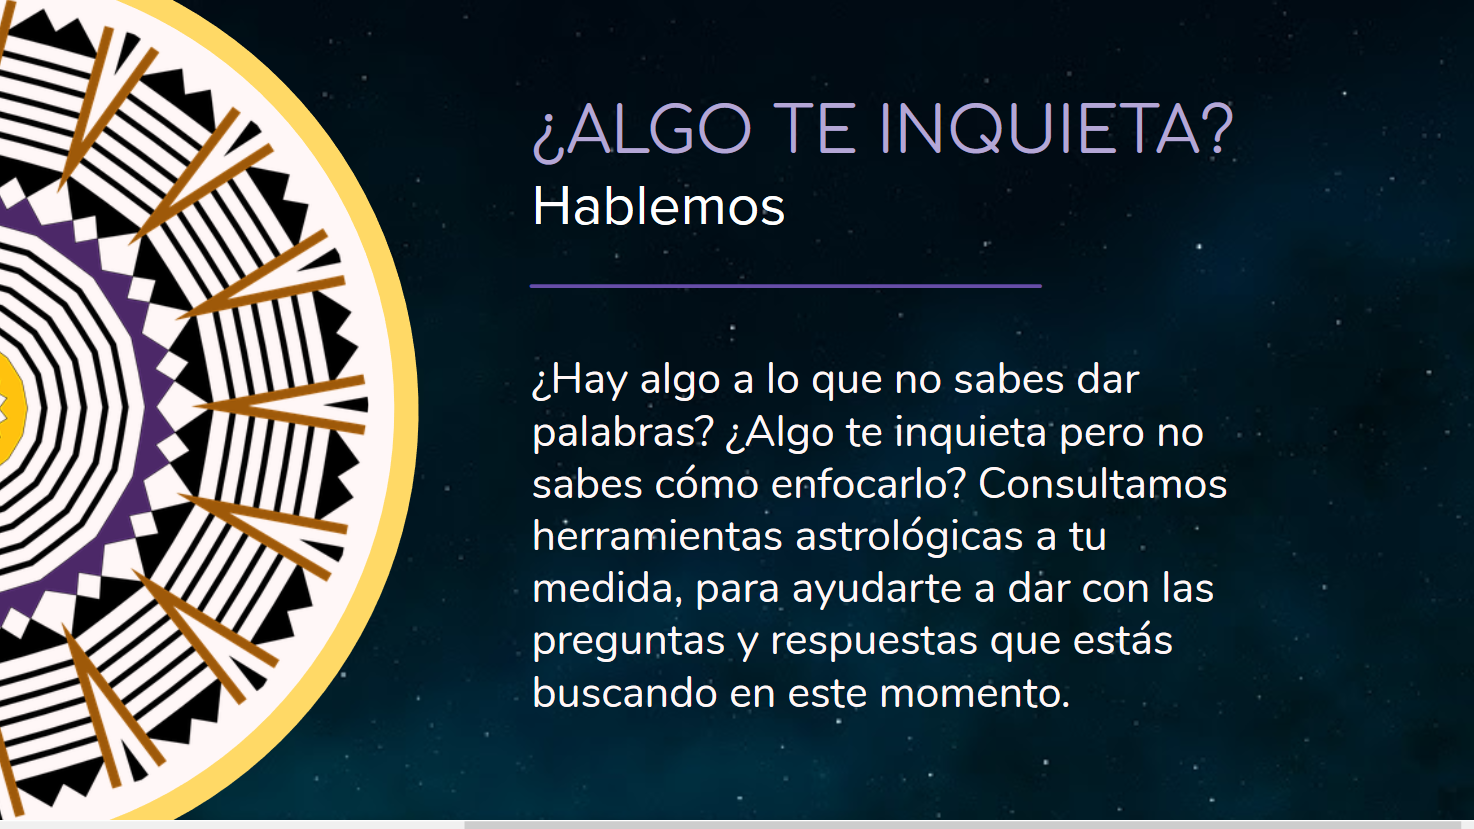 ¿ALGO TE INQUIETA?
Hablemos
¿Hay algo a lo que no sabes dar
palabras? ¿Algo te inquieta pero no
sabes cómo enfocarlo? Consultamos
herramientas astrológicas a tu
medida, para ayudarte a dar con las
preguntas y respuestas que estás
buscando en este momento.